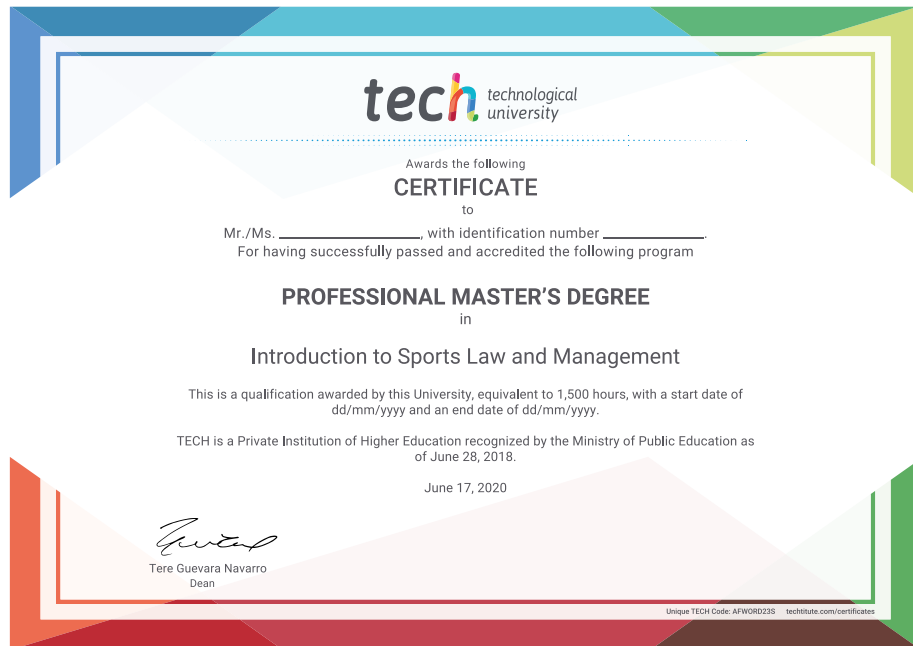 tech technological
university
Awards the following
CERTIFICATE
to
Mr./Ms. ____________________, with identification number ______________.
For having successfully passed and accredited the following program
PROFESSIONAL MASTER'S DEGREE
in
Introduction to Sports Law and Management
This is a qualification awarded by this University, equivalent to 1,500 hours, with a start date of
dd/mm/yyyy and an end date of dd/mm/yyyy.
TECH is a Private Institution of Higher Education recognized by the Ministry of Public Education as
of June 28, 2018.
June 17, 2020
Tere Guevara Navarro
Dean
Unique TECH Code: AFWORD23S techtitute.com/certificates